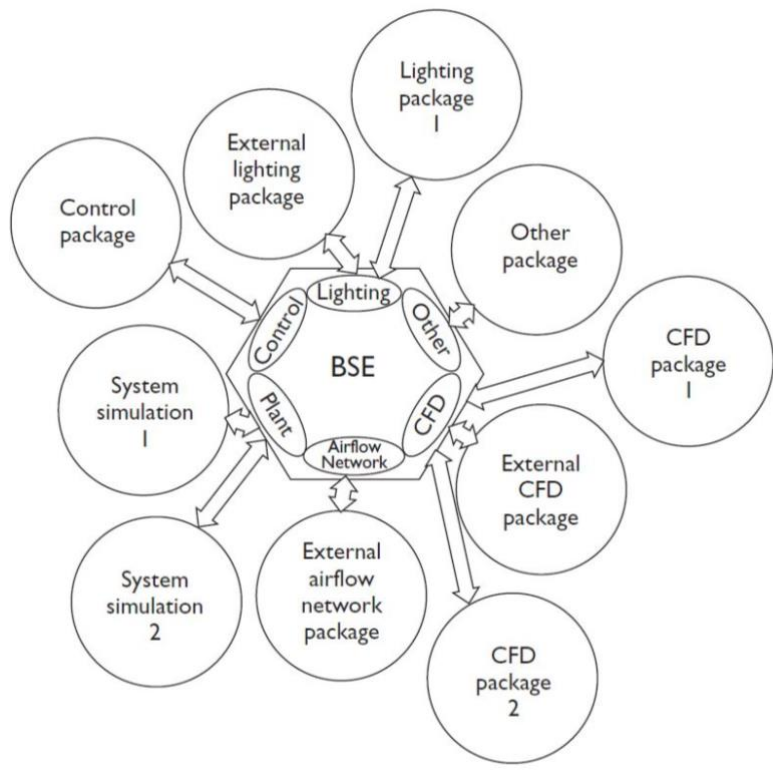 Lighting
package
1
External
lighting
package
Control
package
Other
package
Lighting
Control
Other
BSE
CFD
package
1
System
simulation
1
Plant
CFD
Airflow
Network
External
CFD
package
System
simulation
2
External
airflow
network
package
CFD
package
2